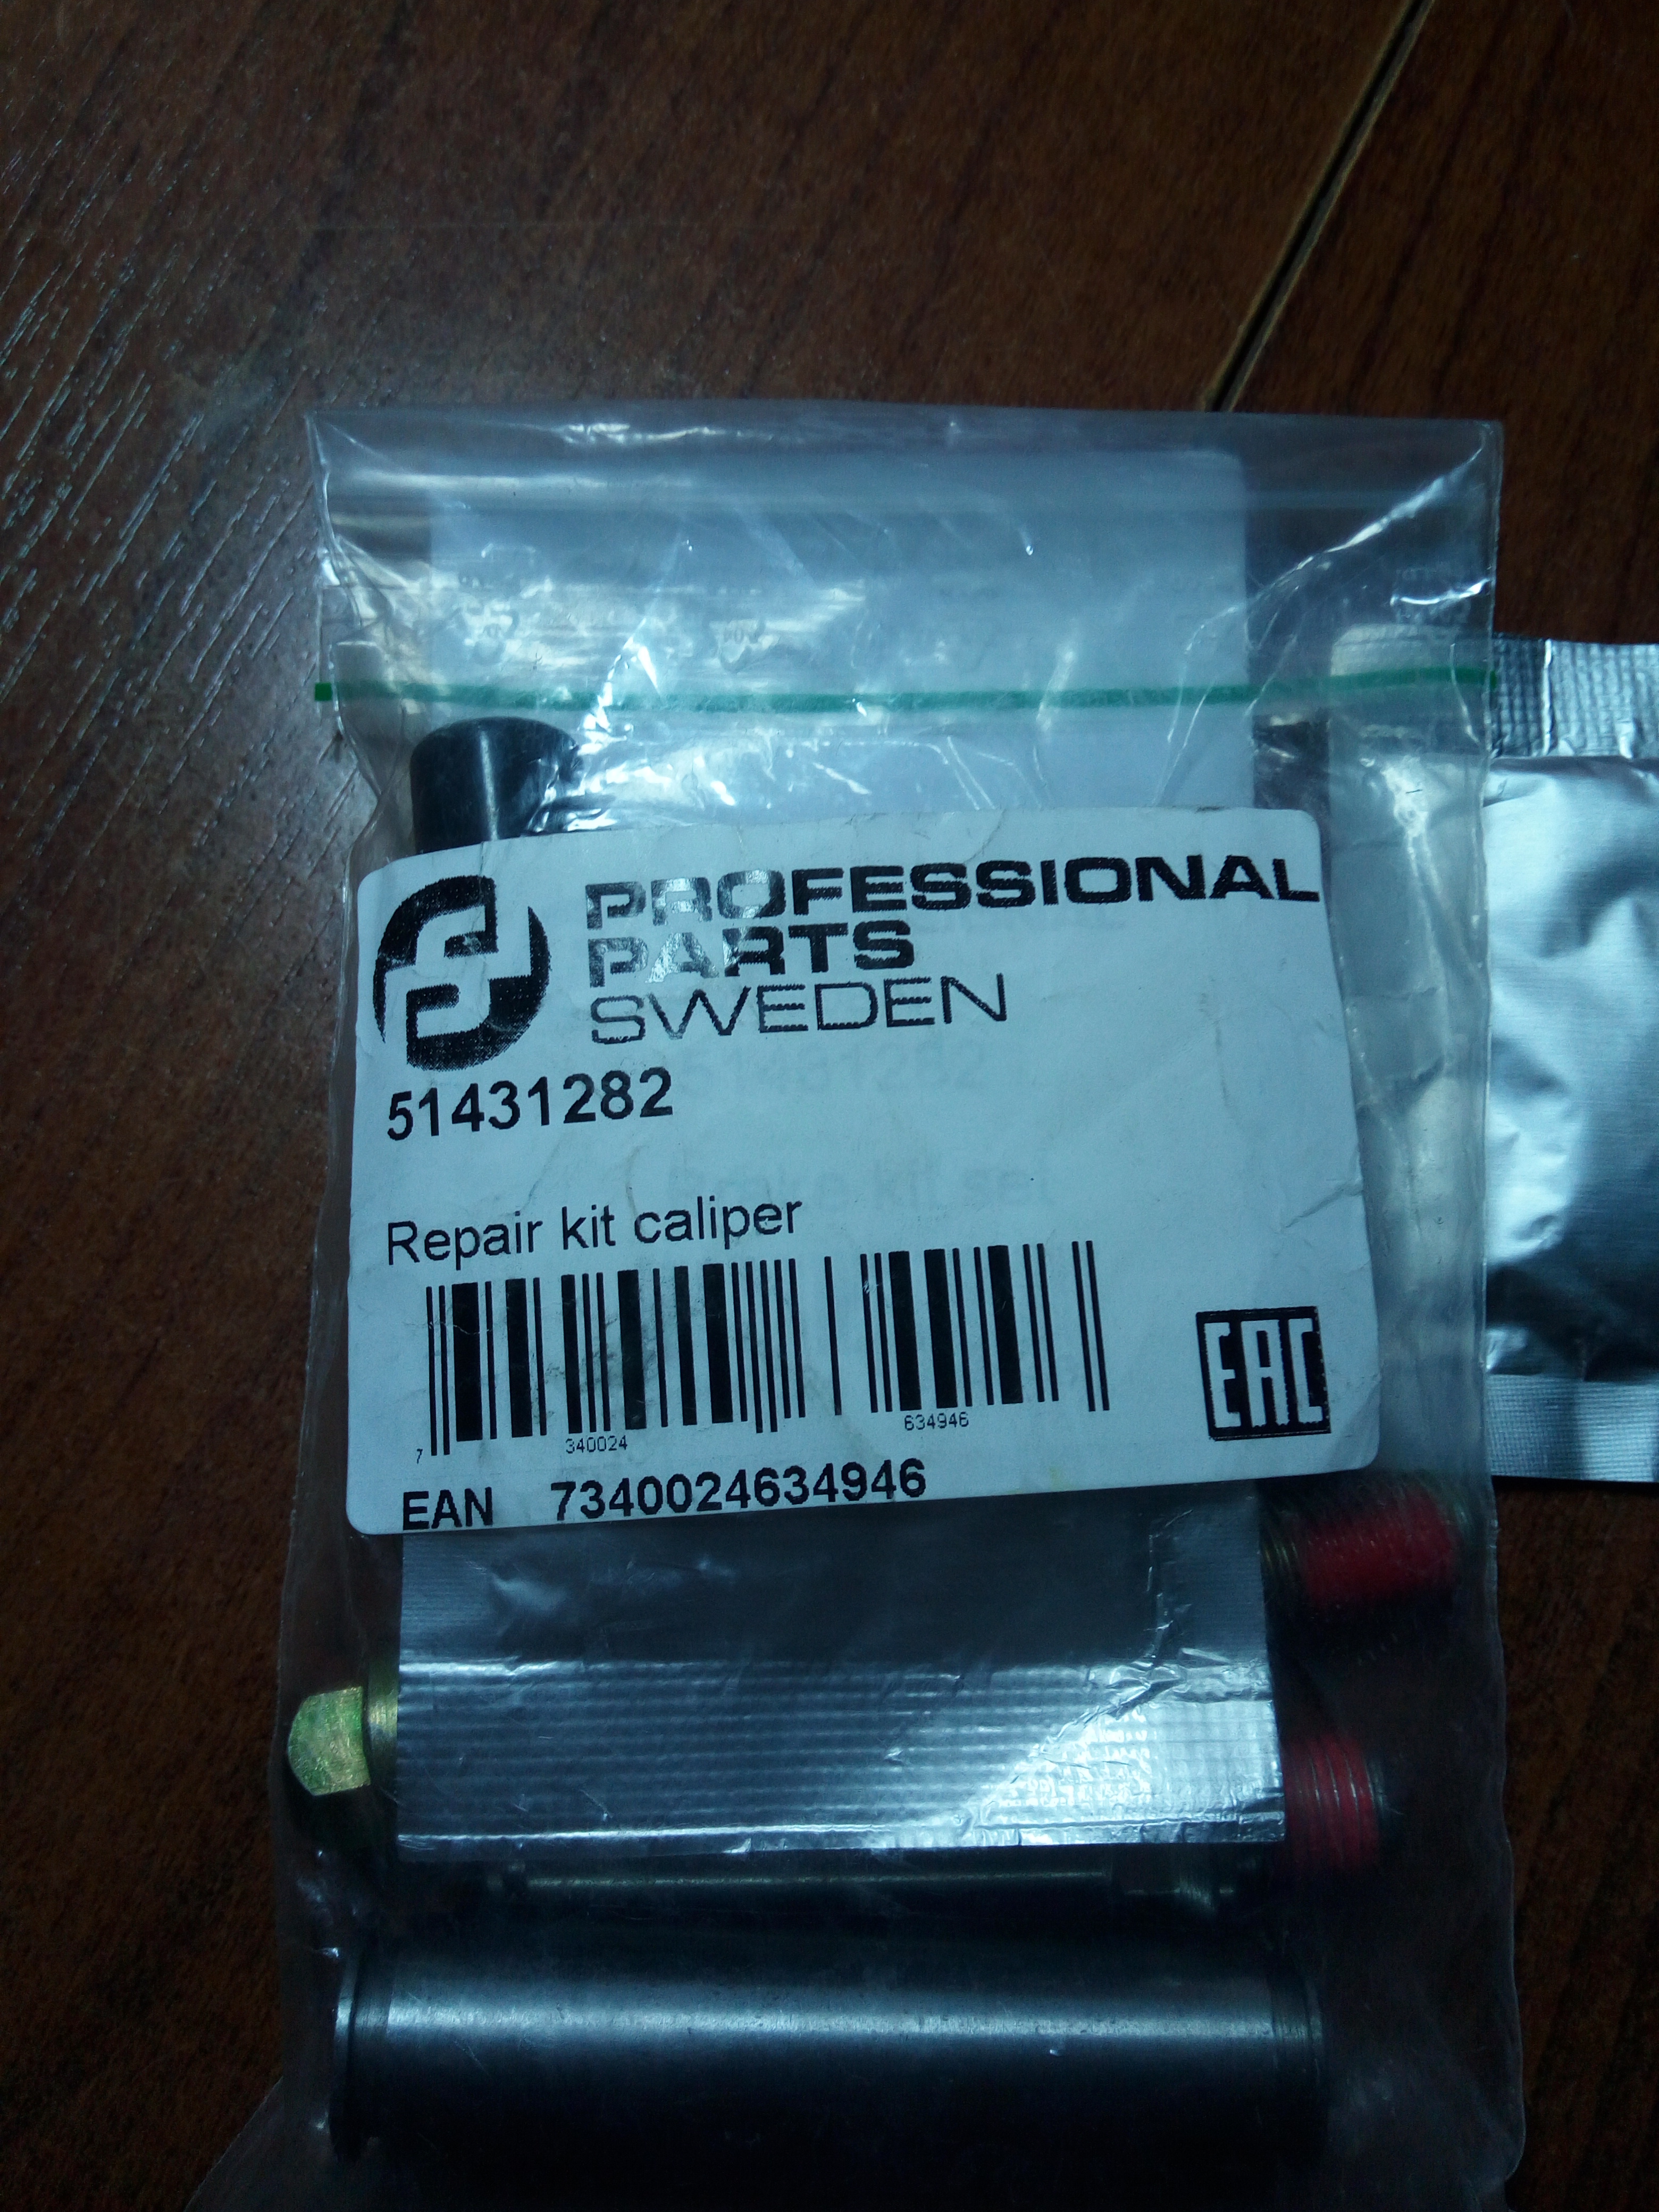 PROFESSIONAL
PARTS
SWEDEN
51431282
Repair kit caliper
7 340024 634946
EAC
EAN 7340024634946